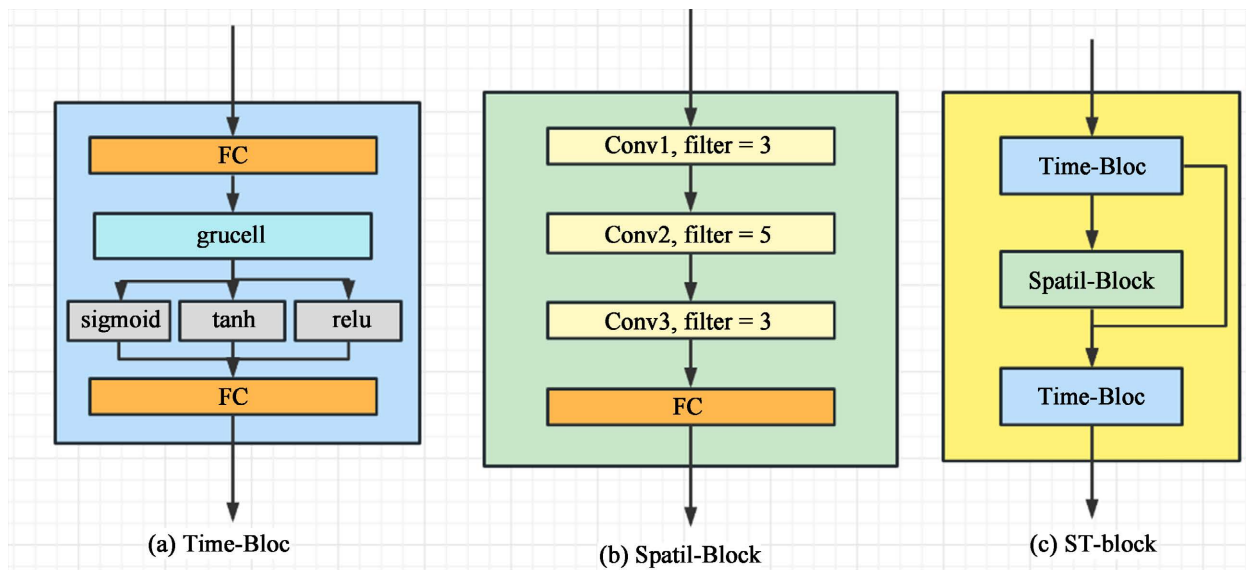 FC
grucell
sigmoid
tanh
relu
FC
(a) Time-Bloc
Conv1, filter = 3
Conv2, filter = 5
Conv3, filter = 3
FC
(b) Spatil-Block
Time-Bloc
Spatil-Block
Time-Bloc
(c) ST-block